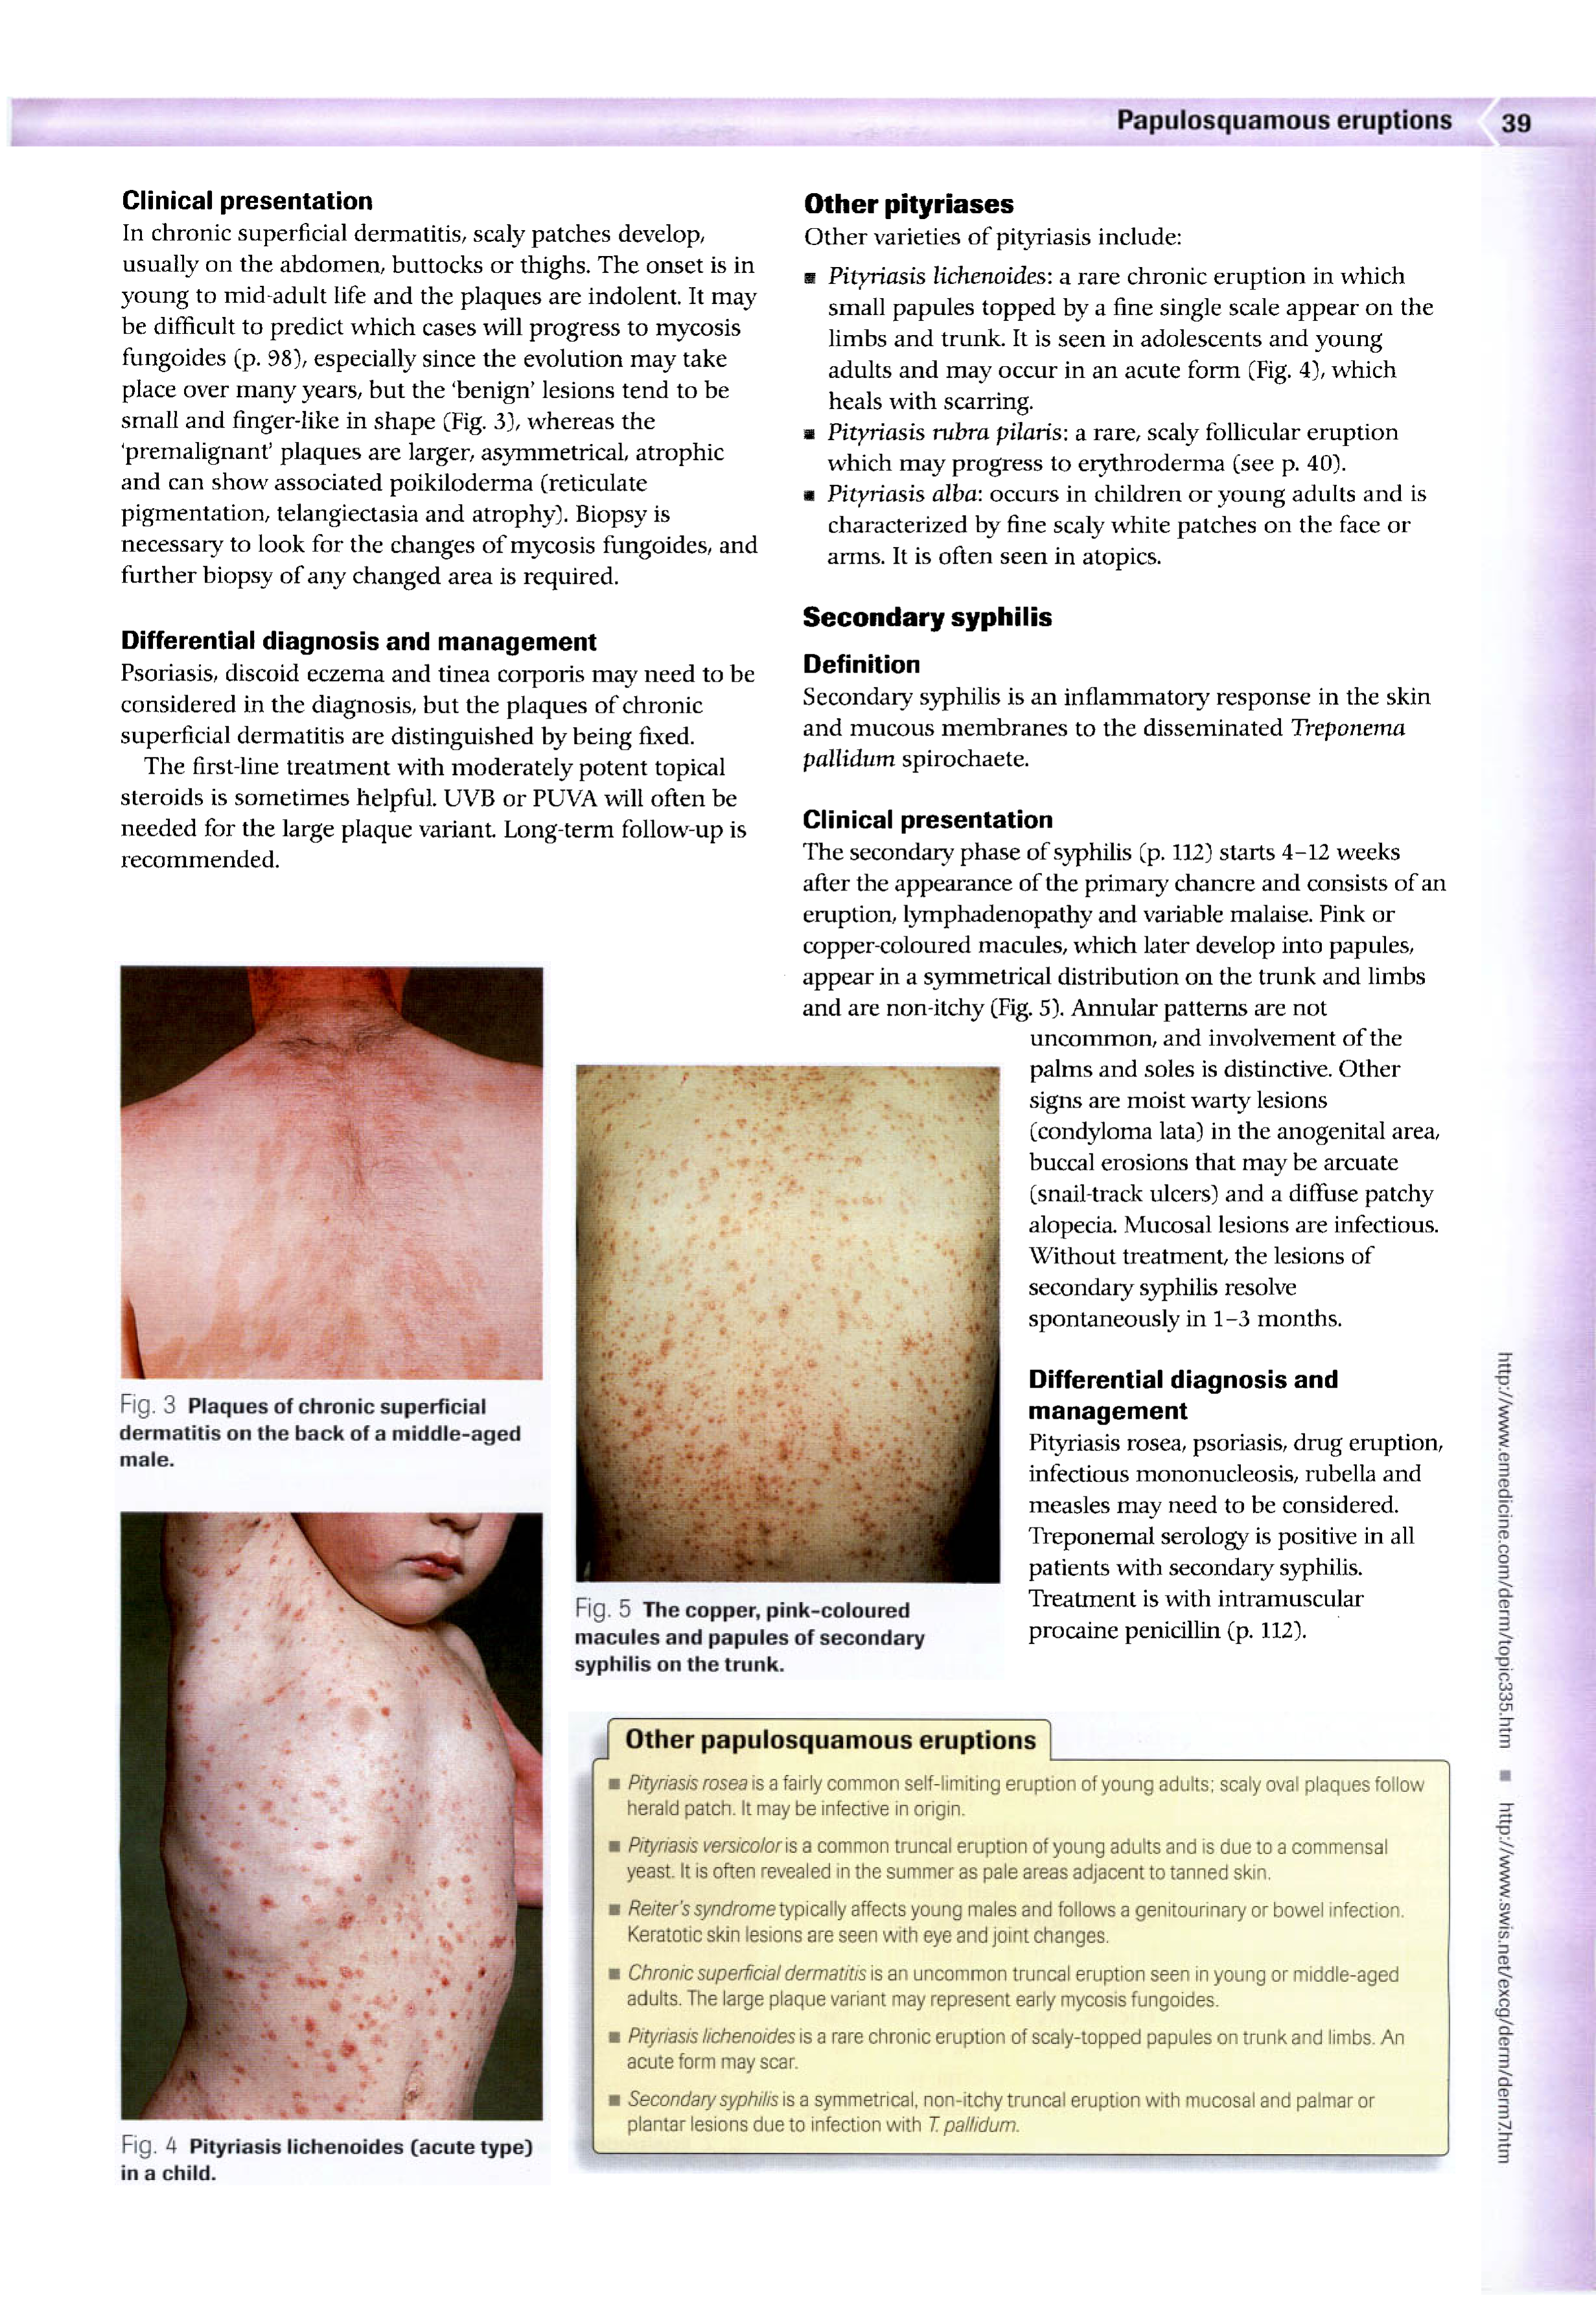 Papulosquamous eruptions 39
Clinical presentation
In chronic superficial dermatitis, scaly patches develop,
usually on the abdomen, buttocks or thighs. The onset is in
young to mid-adult life and the plaques are indolent. It may
be difficult to predict which cases will progress to mycosis
fungoides (p. 98), especially since the evolution may take
place over many years, but the ‘benign’ lesions tend to be
small and finger-like in shape (Fig. 3), whereas the
‘premalignant’ plaques are larger, asymmetrical, atrophic
and can show associated poikiloderma (reticulate
pigmentation, telangiectasia and atrophy). Biopsy is
necessary to look for the changes of mycosis fungoides, and
further biopsy of any changed area is required.
Differential diagnosis and management
Psoriasis, discoid eczema and tinea corporis may need to be
considered in the diagnosis, but the plaques of chronic
superficial dermatitis are distinguished by being fixed.
The first-line treatment with moderately potent topical
steroids is sometimes helpful. UVB or PUVA will often be
needed for the large plaque variant. Long-term follow-up is
recommended.
Fig. 3 Plaques of chronic superficial
dermatitis on the back of a middle-aged
male.
Fig. 4 Pityriasis lichenoides (acute type)
in a child.
Other pityriases
Other varieties of pityriasis include:
■ Pityriasis lichenoides: a rare chronic eruption in which
small papules topped by a fine single scale appear on the
limbs and trunk. It is seen in adolescents and young
adults and may occur in an acute form (Fig. 4), which
heals with scarring.
■ Pityriasis rubra pilaris: a rare, scaly follicular eruption
which may progress to erythroderma (see p. 40).
■ Pityriasis alba: occurs in children or young adults and is
characterized by fine scaly white patches on the face or
arms. It is often seen in atopics.
Secondary syphilis
Definition
Secondary syphilis is an inflammatory response in the skin
and mucous membranes to the disseminated Treponema
pallidum spirochaete.
Clinical presentation
The secondary phase of syphilis (p. 112) starts 4–12 weeks
after the appearance of the primary chancre and consists of an
eruption, lymphadenopathy and variable malaise. Pink or
copper-coloured macules, which later develop into papules,
appear in a symmetrical distribution on the trunk and limbs
and are non-itchy (Fig. 5). Annular patterns are not
uncommon, and involvement of the
palms and soles is distinctive. Other
signs are moist warty lesions
(condyloma lata) in the anogenital area,
buccal erosions that may be arcuate
(snail-track ulcers) and a diffuse patchy
alopecia. Mucosal lesions are infectious.
Without treatment, the lesions of
secondary syphilis resolve
spontaneously in 1–3 months.
Differential diagnosis and
management
Pityriasis rosea, psoriasis, drug eruption,
infectious mononucleosis, rubella and
measles may need to be considered.
Treponemal serology is positive in all
patients with secondary syphilis.
Treatment is with intramuscular
procaine penicillin (p. 112).
Fig. 5 The copper, pink-coloured
macules and papules of secondary
syphilis on the trunk.
Other papulosquamous eruptions
■ Pityriasis rosea is a fairly common self-limiting eruption of young adults; scaly oval plaques follow
herald patch. It may be infective in origin.
■ Pityriasis versicolor is a common truncal eruption of young adults and is due to a commensal
yeast. It is often revealed in the summer as pale areas adjacent to tanned skin.
■ Reiter's syndrome typically affects young males and follows a genitourinary or bowel infection.
Keratotic skin lesions are seen with eye and joint changes.
■ Chronic superficial dermatitis is an uncommon truncal eruption seen in young or middle-aged
adults. The large plaque variant may represent early mycosis fungoides.
■ Pityriasis lichenoides is a rare chronic eruption of scaly-topped papules on trunk and limbs. An
acute form may scar.
■ Secondary syphilis is a symmetrical, non-itchy truncal eruption with mucosal and palmar or
plantar lesions due to infection with T. pallidum.
http://www.emedicine.com/derm/topic335.htm ■ http://www.swis.net/excg/derm/derm7.htm